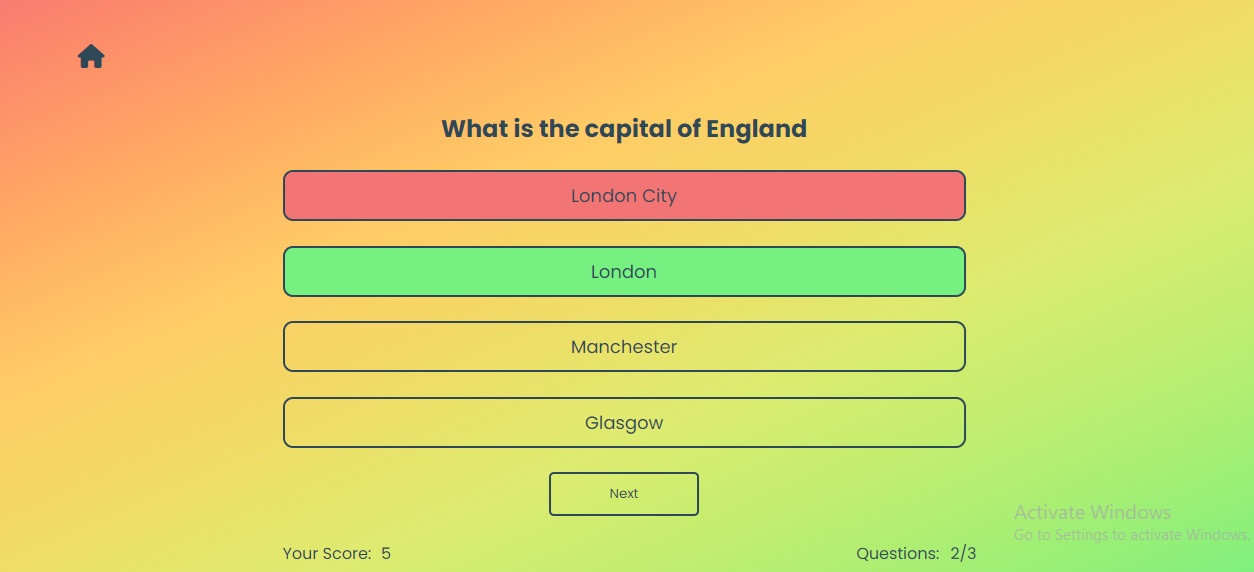 What is the capital of England
London City
London
Manchester
Glasgow
Next
Your Score: 5
Questions: 2/3
Activate Windows
Go to Settings to activate Windows.